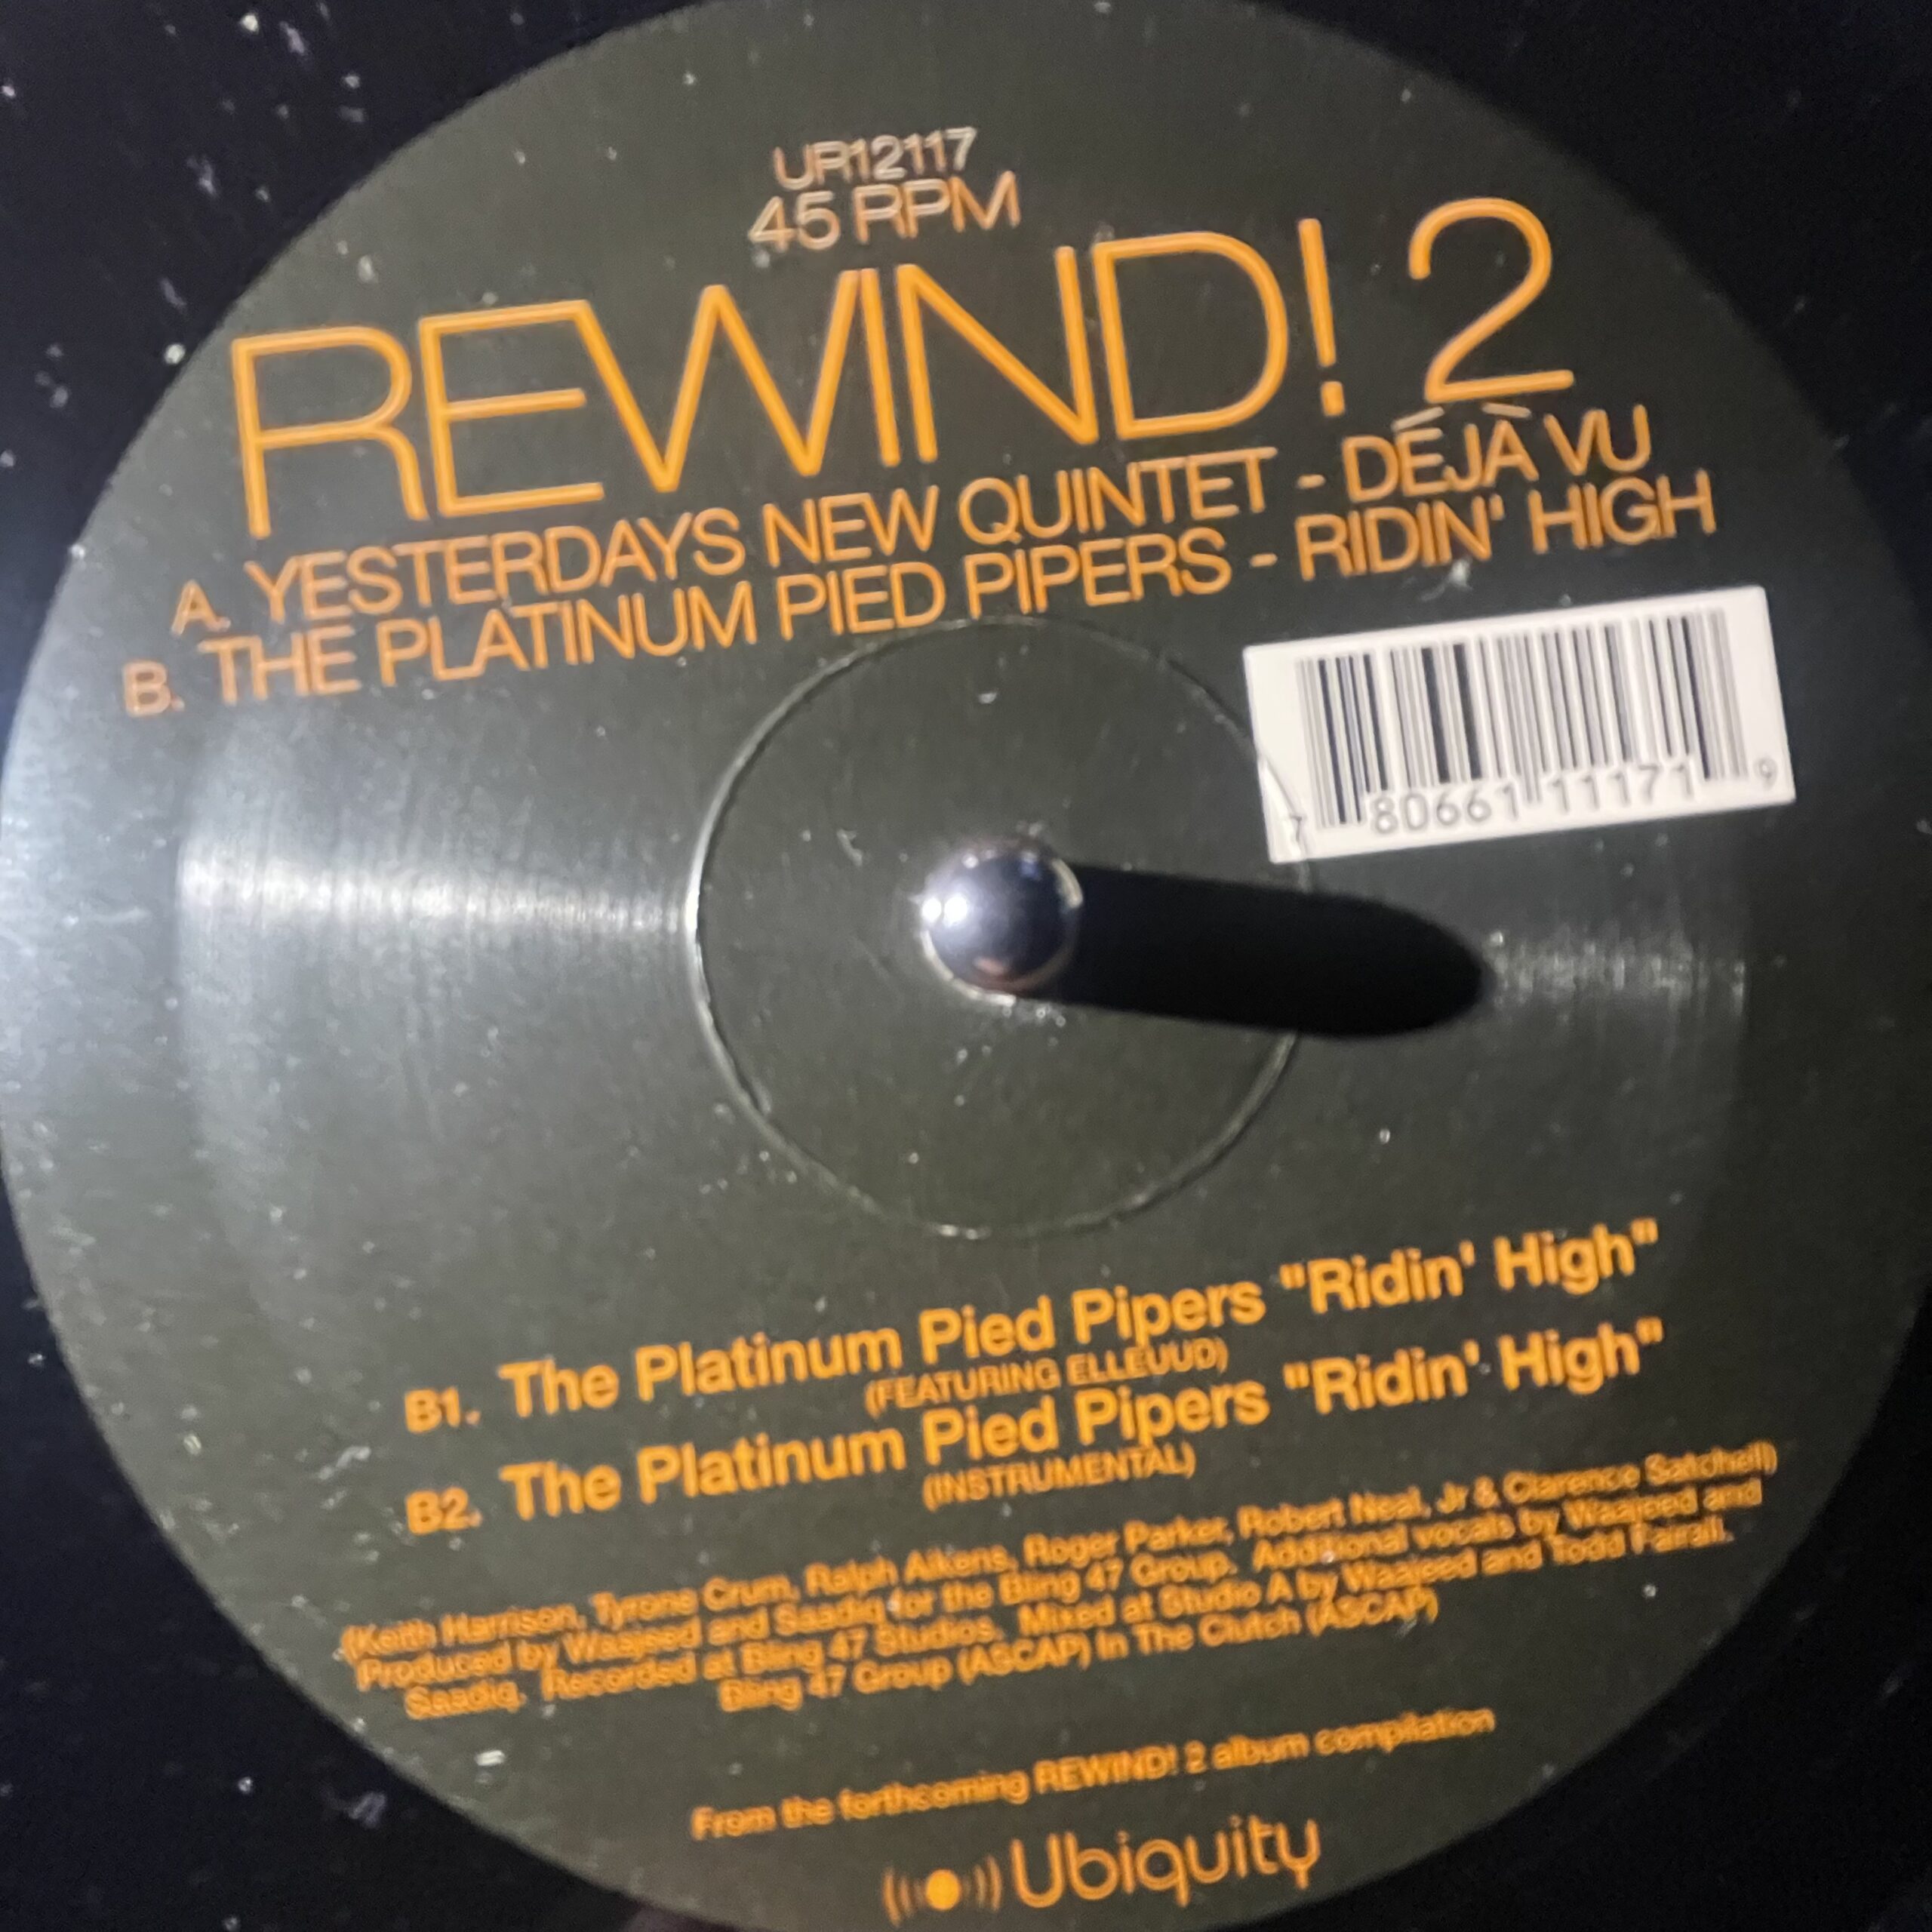 UR12117
45 RPM
REWIND! 2
A. YESTERDAYS NEW QUINTET - DÉJÀ VU
B. THE PLATINUM PIED PIPERS - RIDIN' HIGH
7 80661 11171 9
B1. The Platinum Pied Pipers "Ridin' High"
(FEATURING ELLEUUD)
B2. The Platinum Pied Pipers "Ridin' High"
(INSTRUMENTAL)
(Keith Harrison, Tyrone Crum, Ralph Aikens, Roger Parker, Robert Neal, Jr & Clarence Satchell)
Produced by Waajeed and Saadiq for the Bling 47 Group. Additional vocals by Waajeed and
Saadiq. Recorded at Bling 47 Studios. Mixed at Studio A by Waajeed and Todd Fairall.
Bling 47 Group (ASCAP) In The Clutch (ASCAP)
From the forthcoming REWIND! 2 album compilation
Ubiquity